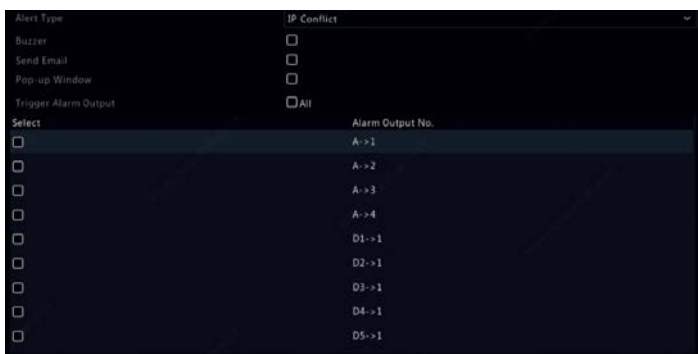 Alert Type IP Conflict
Buzzer
Send Email
Pop-up Window
Trigger Alarm Output All
Select Alarm Output No.
A->1
A->2
A->3
A->4
D1->1
D2->1
D3->1
D4->1
D5->1